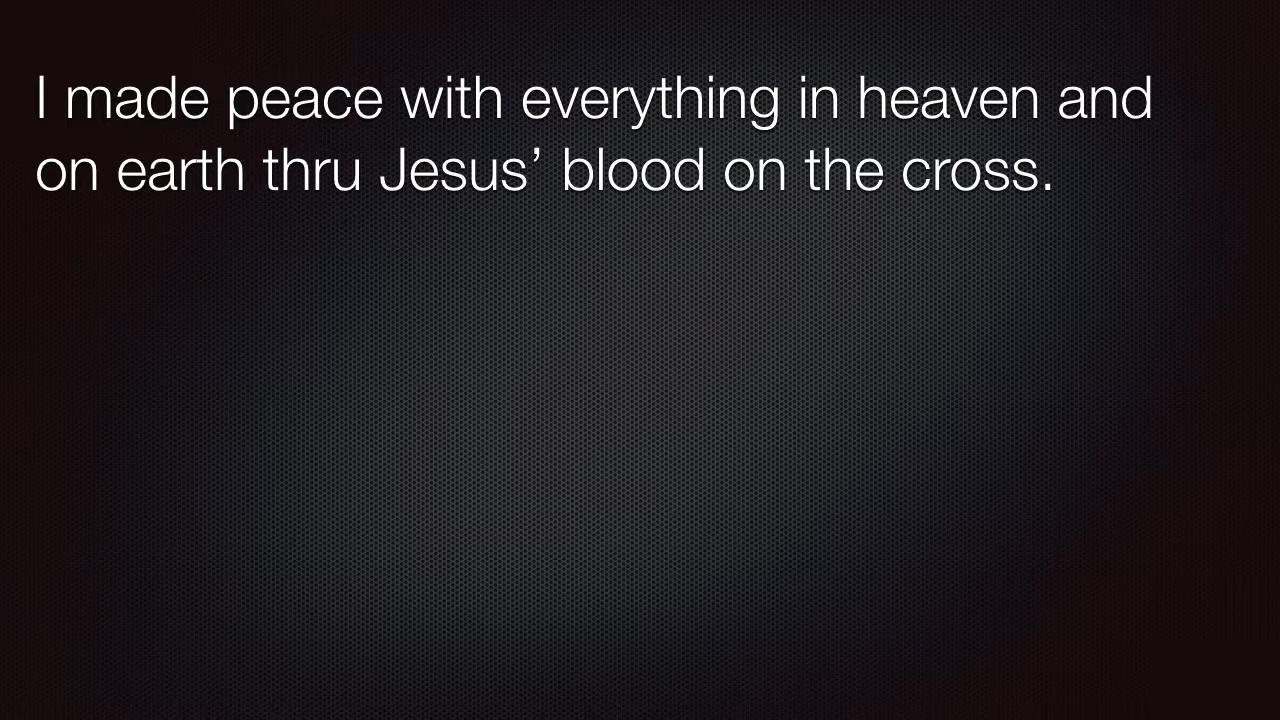 I made peace with everything in heaven and
on earth thru Jesus’ blood on the cross.